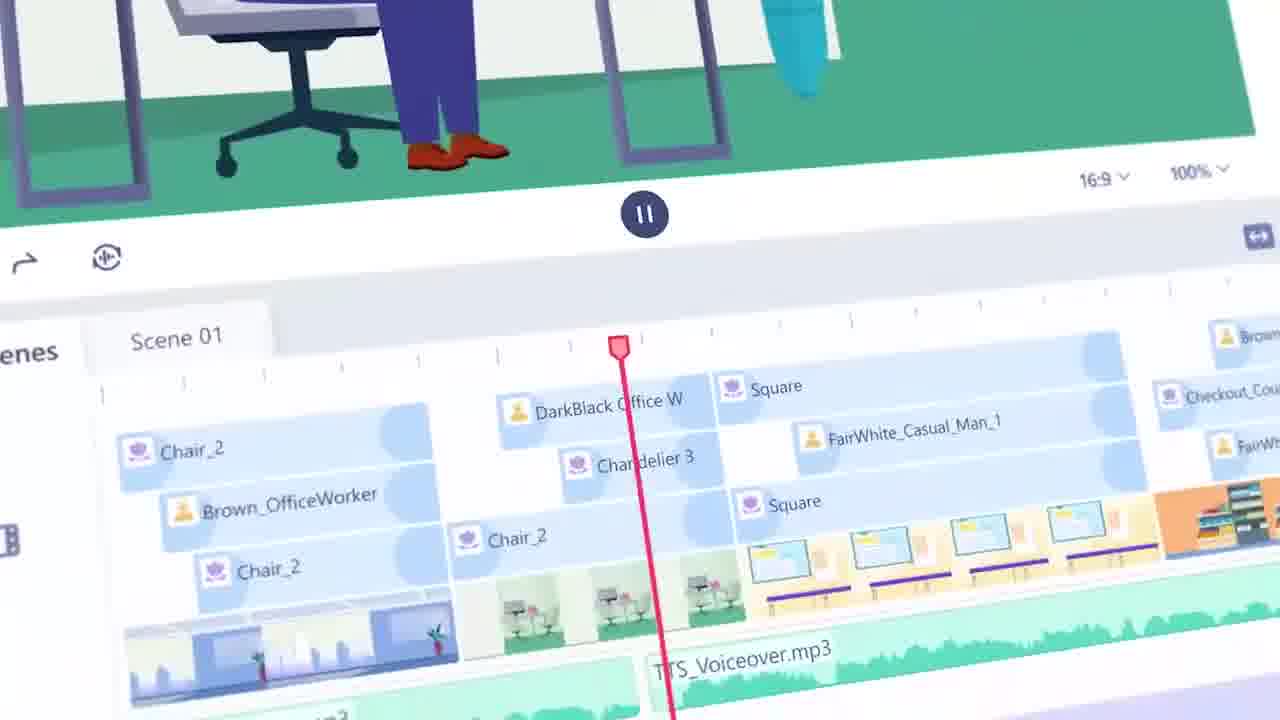 16:9
100%
enes
Scene 01
Brown
DarkBlack Office W
Square
Checkout_Cou
Chair_2
Chandelier 3
FairWhite_Casual_Man_1
FairWh
Brown_OfficeWorker
Chair_2
Square
Chair_2
TTS_Voiceover.mp3
mp3